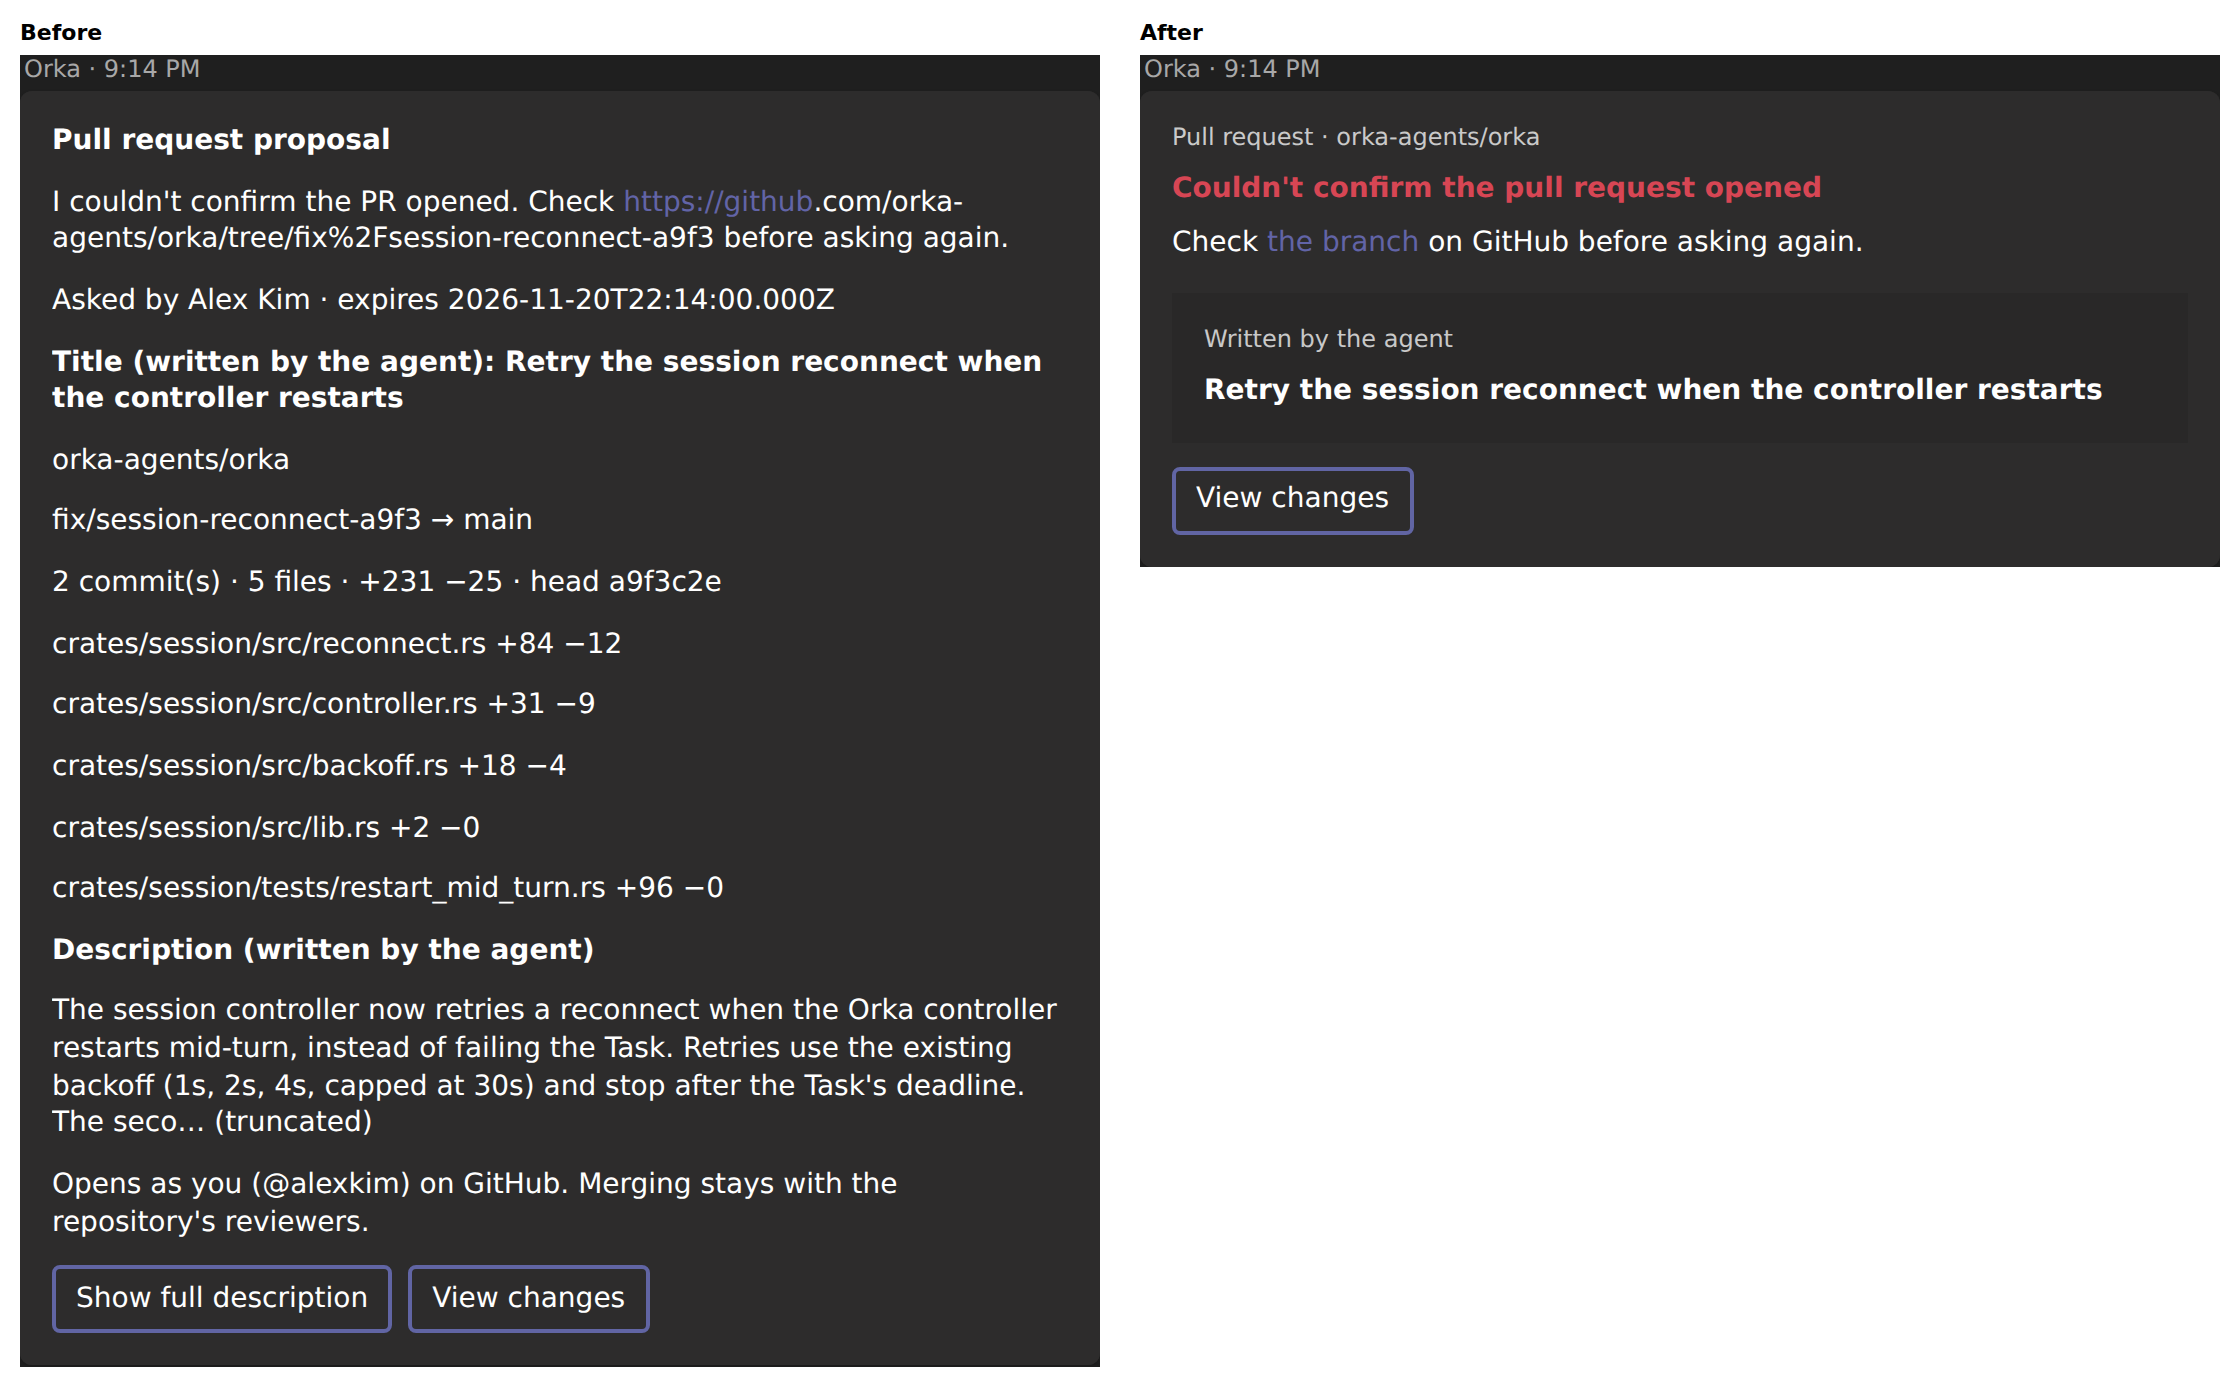 Before
Orka · 9:14 PM
Pull request proposal
I couldn't confirm the PR opened. Check https://github.com/orka-
agents/orka/tree/fix%2Fsession-reconnect-a9f3 before asking again.
Asked by Alex Kim · expires 2026-11-20T22:14:00.000Z
Title (written by the agent): Retry the session reconnect when
the controller restarts
orka-agents/orka
fix/session-reconnect-a9f3 → main
2 commit(s) · 5 files · +231 −25 · head a9f3c2e
crates/session/src/reconnect.rs +84 −12
crates/session/src/controller.rs +31 −9
crates/session/src/backoff.rs +18 −4
crates/session/src/lib.rs +2 −0
crates/session/tests/restart_mid_turn.rs +96 −0
Description (written by the agent)
The session controller now retries a reconnect when the Orka controller
restarts mid-turn, instead of failing the Task. Retries use the existing
backoff (1s, 2s, 4s, capped at 30s) and stop after the Task's deadline.
The seco… (truncated)
Opens as you (@alexkim) on GitHub. Merging stays with the
repository's reviewers.
Show full description
View changes
After
Orka · 9:14 PM
Pull request · orka-agents/orka
Couldn't confirm the pull request opened
Check the branch on GitHub before asking again.
Written by the agent
Retry the session reconnect when the controller restarts
View changes